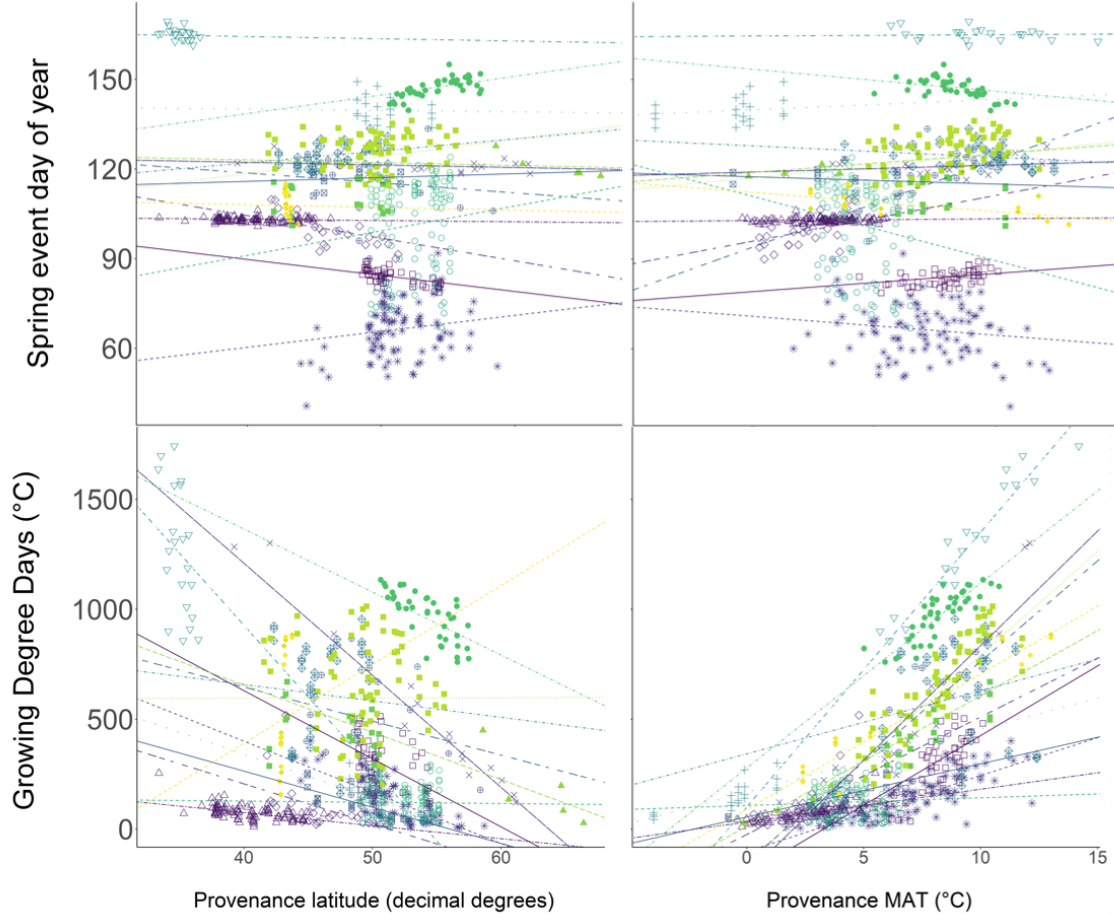 Spring event day of year
150
120
90
60
Growing Degree Days (°C)
1500
1000
500
0
40 50 60
0 5 10 15
Provenance latitude (decimal degrees) Provenance MAT (°C)